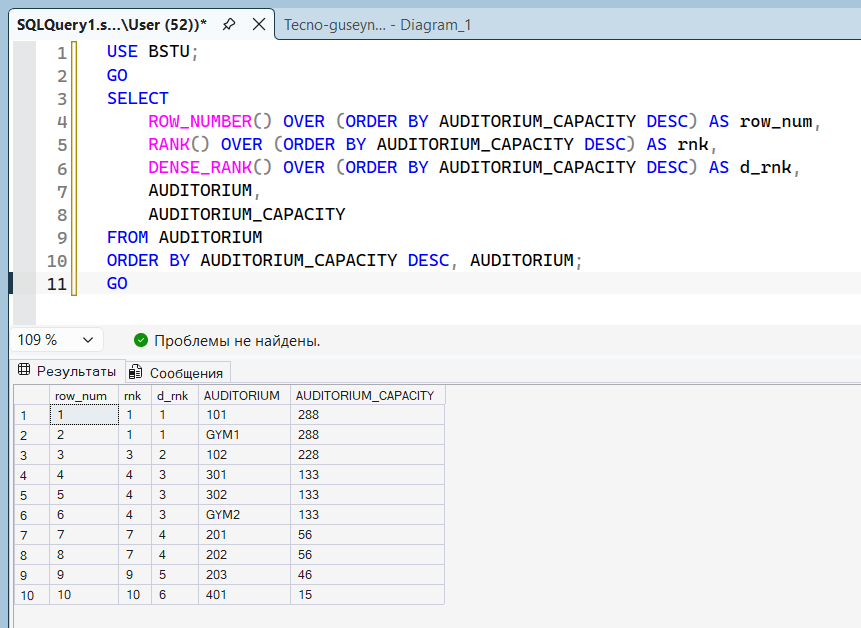 SQLQuery1.s...\User (52))* Tecno-guseyn... - Diagram_1
1 USE BSTU;
2 GO
3 SELECT
4 ROW_NUMBER() OVER (ORDER BY AUDITORIUM_CAPACITY DESC) AS row_num,
5 RANK() OVER (ORDER BY AUDITORIUM_CAPACITY DESC) AS rnk,
6 DENSE_RANK() OVER (ORDER BY AUDITORIUM_CAPACITY DESC) AS d_rnk,
7 AUDITORIUM,
8 AUDITORIUM_CAPACITY
9 FROM AUDITORIUM
10 ORDER BY AUDITORIUM_CAPACITY DESC, AUDITORIUM;
11 GO
109 % Проблемы не найдены.
Результаты Сообщения
row_num rnk d_rnk AUDITORIUM AUDITORIUM_CAPACITY
1 1 1 1 101 288
2 2 1 1 GYM1 288
3 3 3 2 102 228
4 4 4 3 301 133
5 5 4 3 302 133
6 6 4 3 GYM2 133
7 7 7 4 201 56
8 8 7 4 202 56
9 9 9 5 203 46
10 10 10 6 401 15